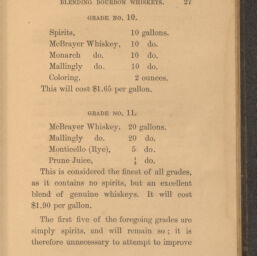 BLENDING BOURBON WHISKEYS. 27
GRADE NO. 10.
Spirits, 10 gallons.
McBrayer Whiskey, 10 do.
Monarch do. 10 do.
Mallingly do. 10 do.
Coloring, 2 ounces.
This will cost $1.65 per gallon.
GRADE NO. 11.
McBrayer Whiskey, 20 gallons.
Mallingly do. 20 do,
Monticello (Rye), 5 do.
Prune Juice, do.
This is considered the finest of all grades,
as it contains no spirits, but an excellent
blend of genuine whiskeys. It will cost
$1.90 per gallon.
The first five of the foregoing grades are
simply spirits, and will remain so; it is
therefore unnecessary to attempt to improve